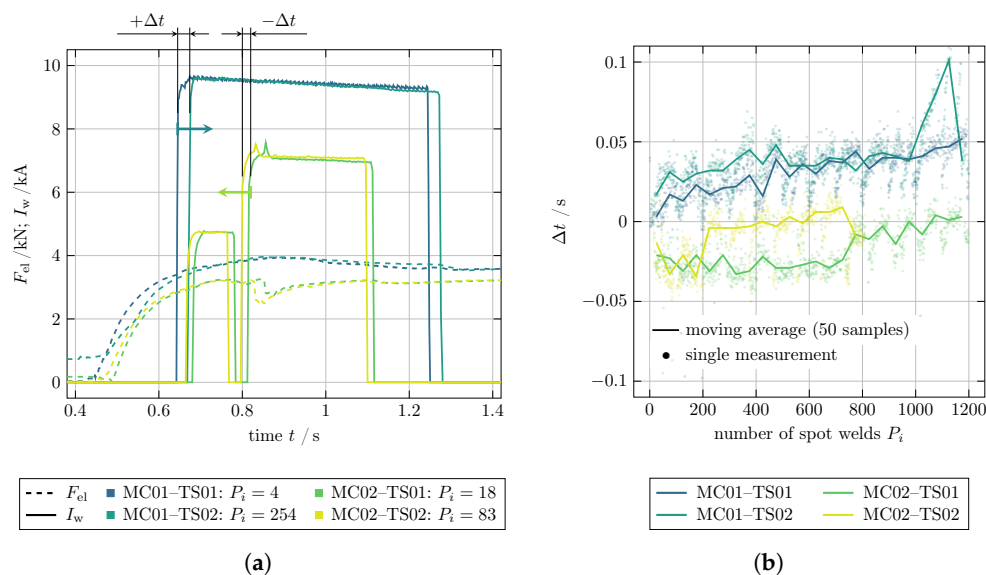 +Δt
−Δt
10
8
6
4
2
0
F_el / kN; I_w /kA
0.4 0.6 0.8 1 1.2 1.4
time t / s
F_el MC01–TS01: P_i = 4 MC02–TS01: P_i = 18
I_w MC01–TS02: P_i = 254 MC02–TS02: P_i = 83
(a)
0.1
0.05
0
−0.05
−0.1
Δt / s
moving average (50 samples)
single measurement
0 200 400 600 800 1000 1200
number of spot welds P_i
MC01–TS01 MC02–TS01
MC01–TS02 MC02–TS02
(b)